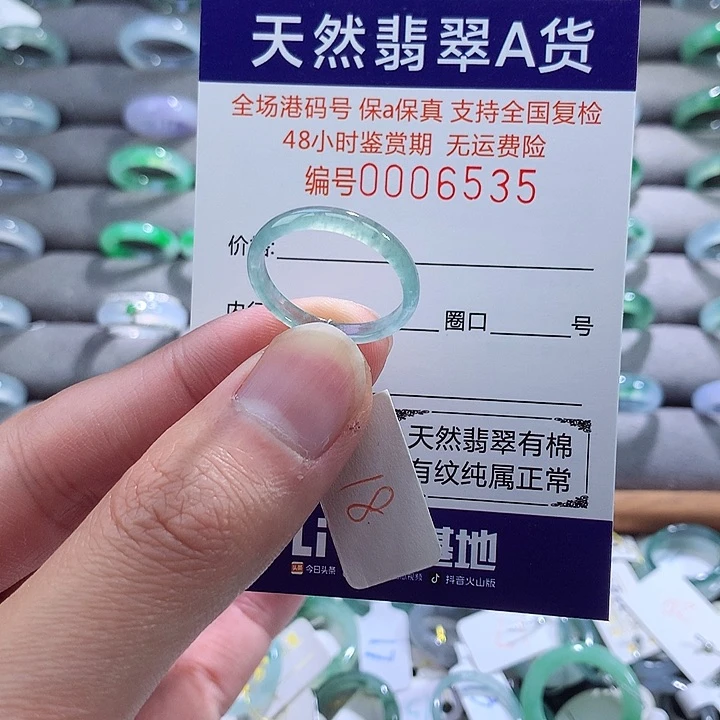 天然翡翠A货
全场港码号 保a保真 支持全国复检
48小时鉴赏期 无运费险
编号0006535
圈口 号
天然翡翠有棉
有纹纯属正常
18
基地
今日头条 抖音火山版
17